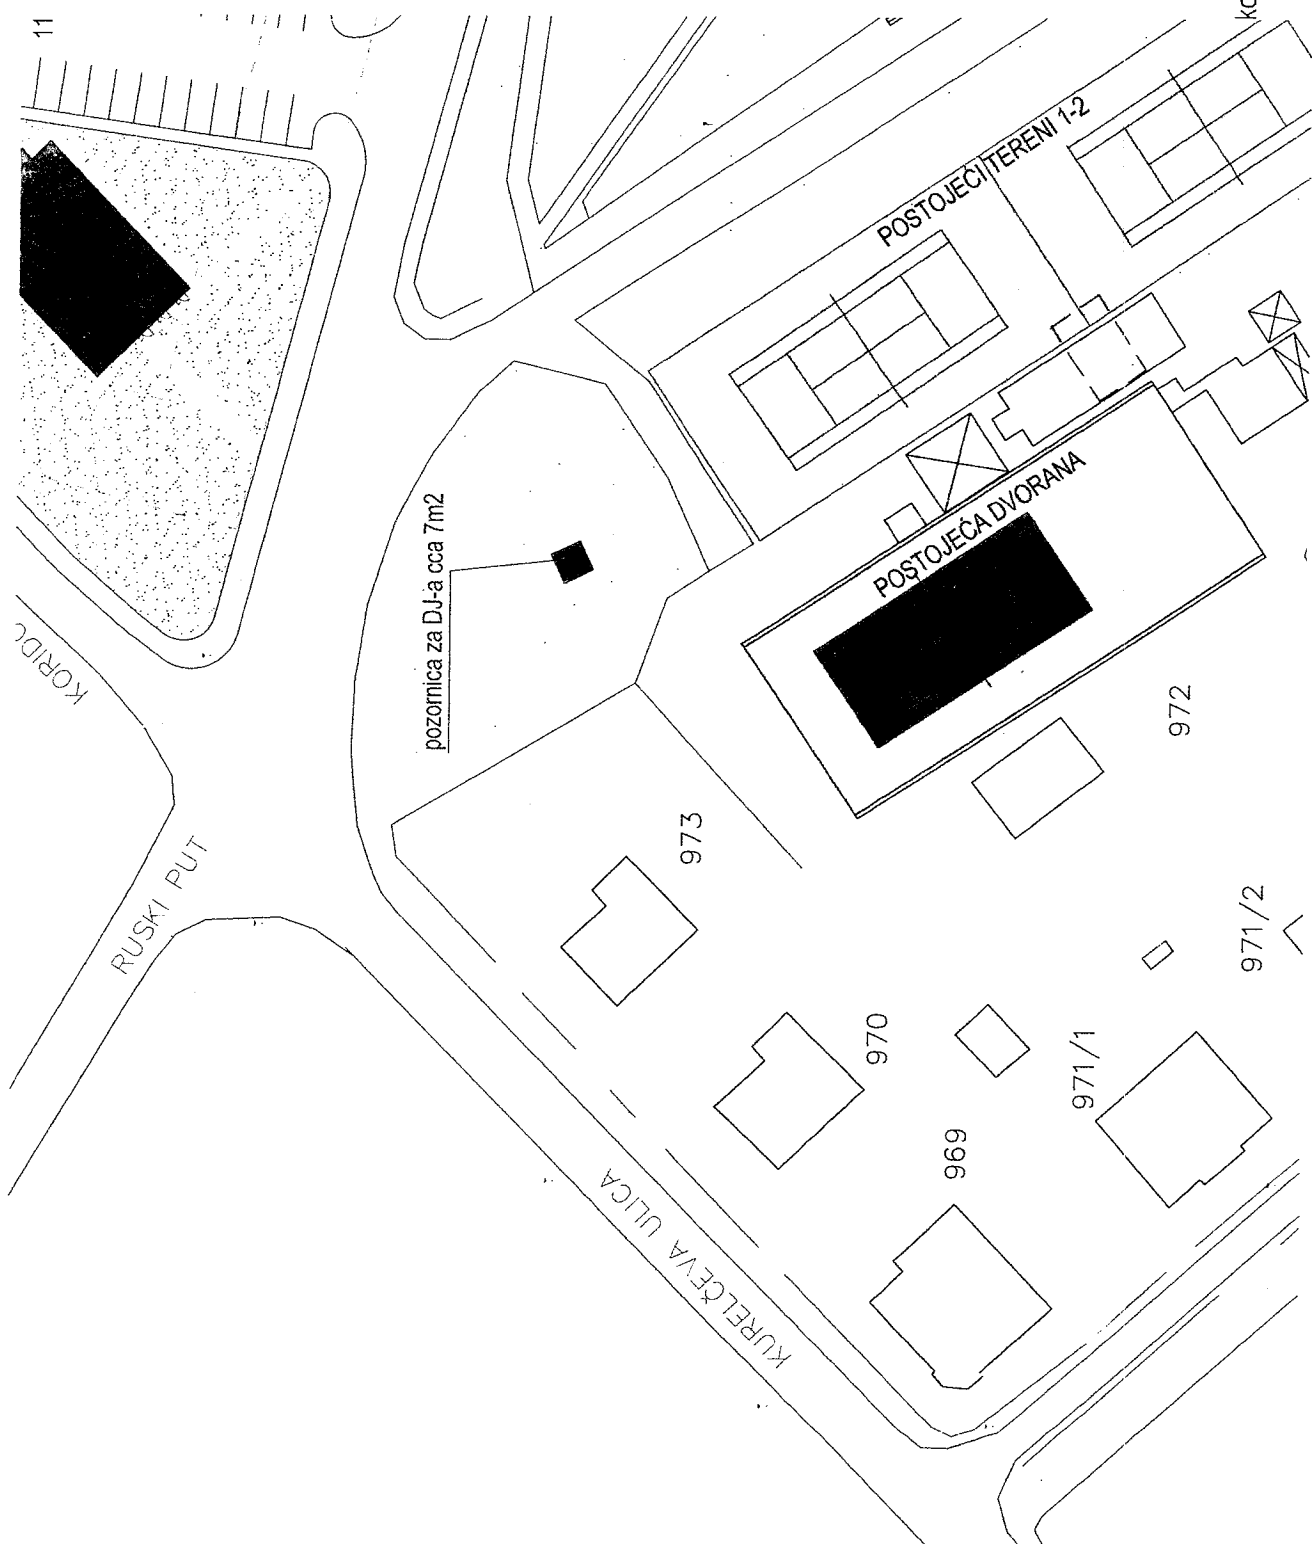 11
POSTOJEĆI TERENI 1-2
pozornica za DJ-a cca 7m2
POSTOJEĆA DVORANA
972
973
RUSKI PUT
971/2
970
971/1
969
KURELČEVA ULICA